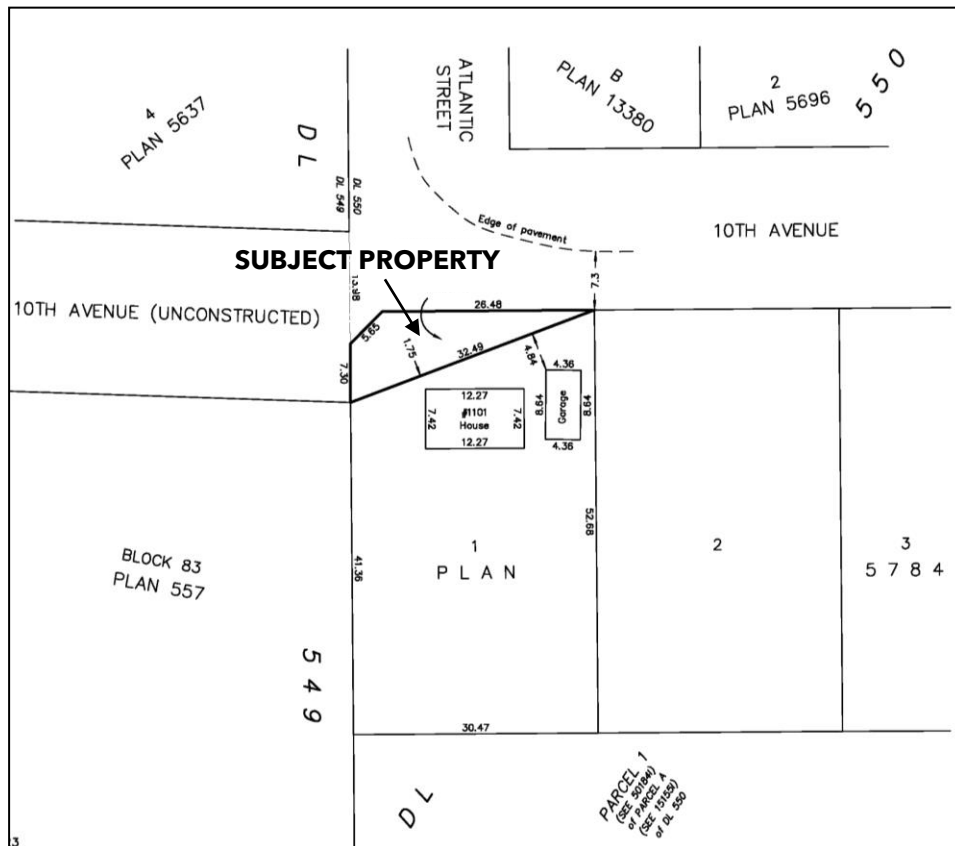 4
PLAN 5637
DL
DL 549
DL 550
ATLANTIC
STREET
B
PLAN 13380
2
PLAN 5696
550
Edge of pavement
10TH AVENUE
7.3
SUBJECT PROPERTY
13.98
10TH AVENUE (UNCONSTRUCTED)
26.48
5.65
1.75
32.49
4.84
7.30
4.36
8.64
Garage
8.64
4.36
12.27
7.42
#1101
House
7.42
12.27
52.68
41.36
1
PLAN
2
3
5784
BLOCK 83
PLAN 557
549
30.47
DL
PARCEL 1
(SEE 50184I)
of PARCEL A
(SEE 15155I)
of DL 550